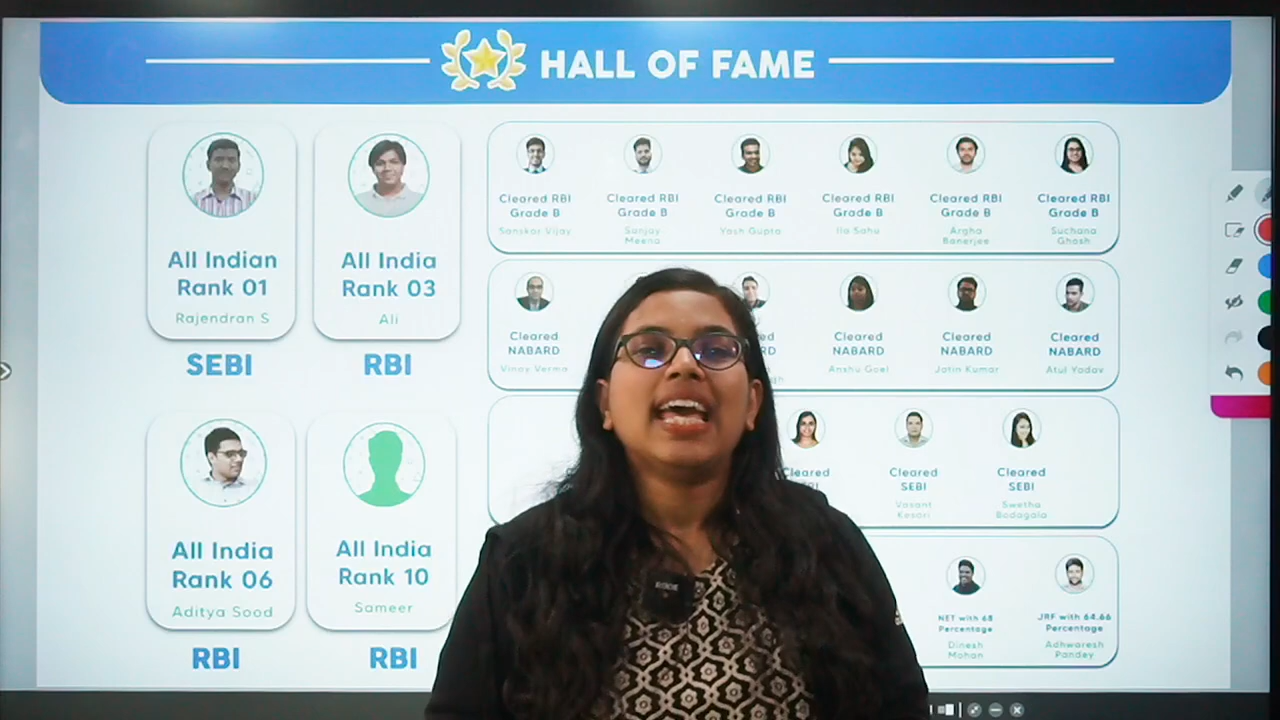 HALL OF FAME
All Indian
Rank 01
Rajendran S
SEBI
All India
Rank 03
Ali
RBI
Cleared RBI
Grade B
Sanskar Vijay
Cleared RBI
Grade B
Sanjay
Meena
Cleared RBI
Grade B
Yash Gupta
Cleared RBI
Grade B
Ila Sahu
Cleared RBI
Grade B
Argha
Banerjee
Cleared RBI
Grade B
Suchana
Ghosh
Cleared
NABARD
Vinay Verma
Cleared
NABARD
Anshu Goel
Cleared
NABARD
Jatin Kumar
Cleared
NABARD
Atul Yadav
All India
Rank 06
Aditya Sood
RBI
All India
Rank 10
Sameer
RBI
Cleared
Cleared
SEBI
Vasant
Kesari
Cleared
SEBI
Swetha
Bodagala
NET with 68
Percentage
Dinesh
Mohan
JRF with 64.66
Percentage
Adhwaresh
Pandey